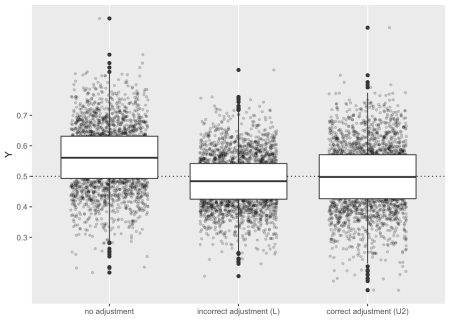 Y
0.7
0.6
0.5
0.4
0.3
no adjustment
incorrect adjustment (L)
correct adjustment (U2)